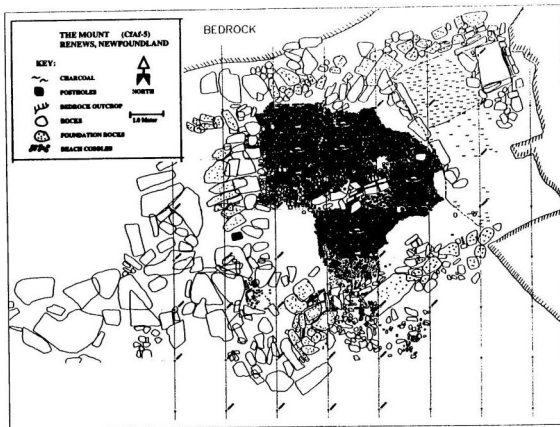 THE MOUNT (CfAf-5)
RENEWS, NEWFOUNDLAND
KEY:
CHARCOAL
POSTHOLES
BEDROCK OUTCROP
ROCKS
FOUNDATION ROCKS
BEACH COBBLES
NORTH
1.0 Meter
BEDROCK